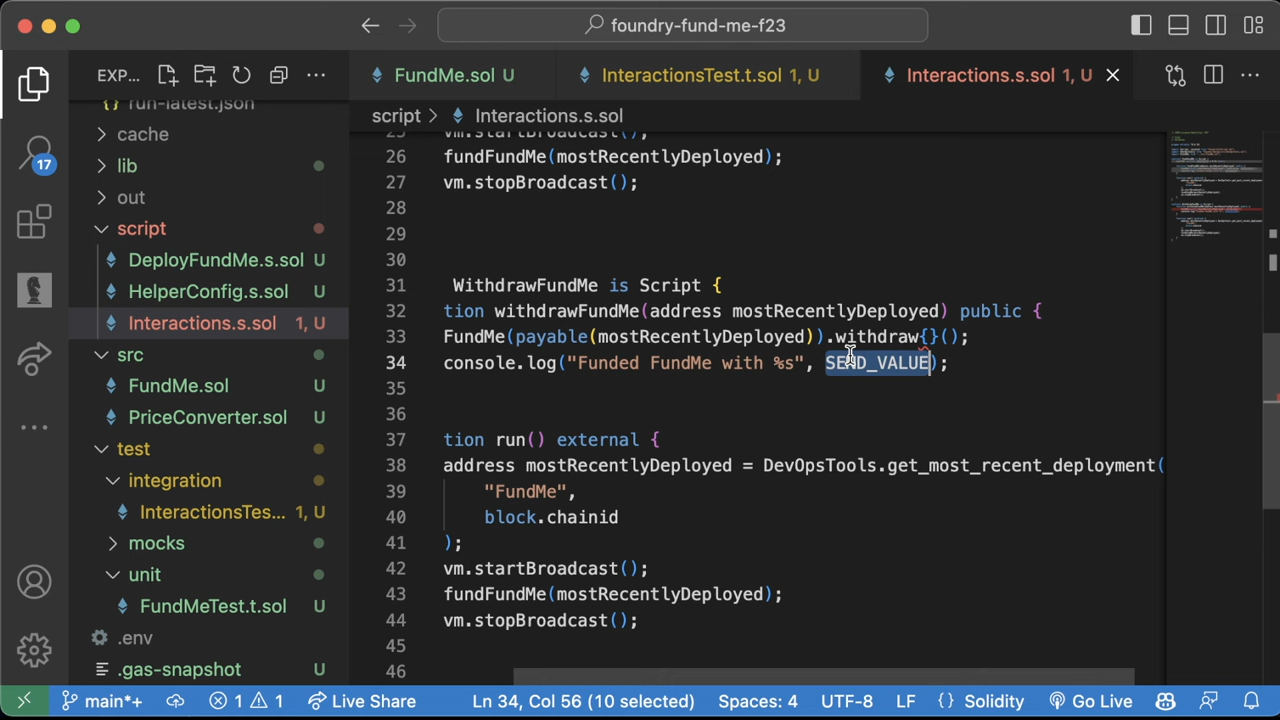 foundry-fund-me-f23
EXP...
FundMe.sol U
InteractionsTest.t.sol 1, U
Interactions.s.sol 1, U
script > Interactions.s.sol
run-latest.json
cache
lib
out
script
DeployFundMe.s.sol U
HelperConfig.s.sol U
Interactions.s.sol 1, U
src
FundMe.sol U
PriceConverter.sol U
test
integration
InteractionsTes... 1, U
mocks
unit
FundMeTest.t.sol U
.env
.gas-snapshot U
17
25 vm.startBroadcast();
26 fundFundMe(mostRecentlyDeployed);
27 vm.stopBroadcast();
28
29
30
31 WithdrawFundMe is Script {
32 tion withdrawFundMe(address mostRecentlyDeployed) public {
33 FundMe(payable(mostRecentlyDeployed)).withdraw{}();
34 console.log("Funded FundMe with %s", SEND_VALUE);
35
36
37 tion run() external {
38 address mostRecentlyDeployed = DevOpsTools.get_most_recent_deployment(
39 "FundMe",
40 block.chainid
41 );
42 vm.startBroadcast();
43 fundFundMe(mostRecentlyDeployed);
44 vm.stopBroadcast();
45
46
main*+ 1 1 Live Share Ln 34, Col 56 (10 selected) Spaces: 4 UTF-8 LF {} Solidity Go Live